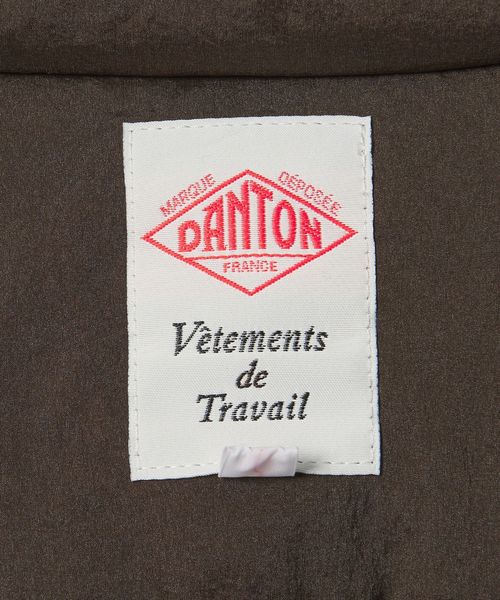 MARQUE DÉPOSÉE
DANTON
FRANCE
Vêtements
de
Travail